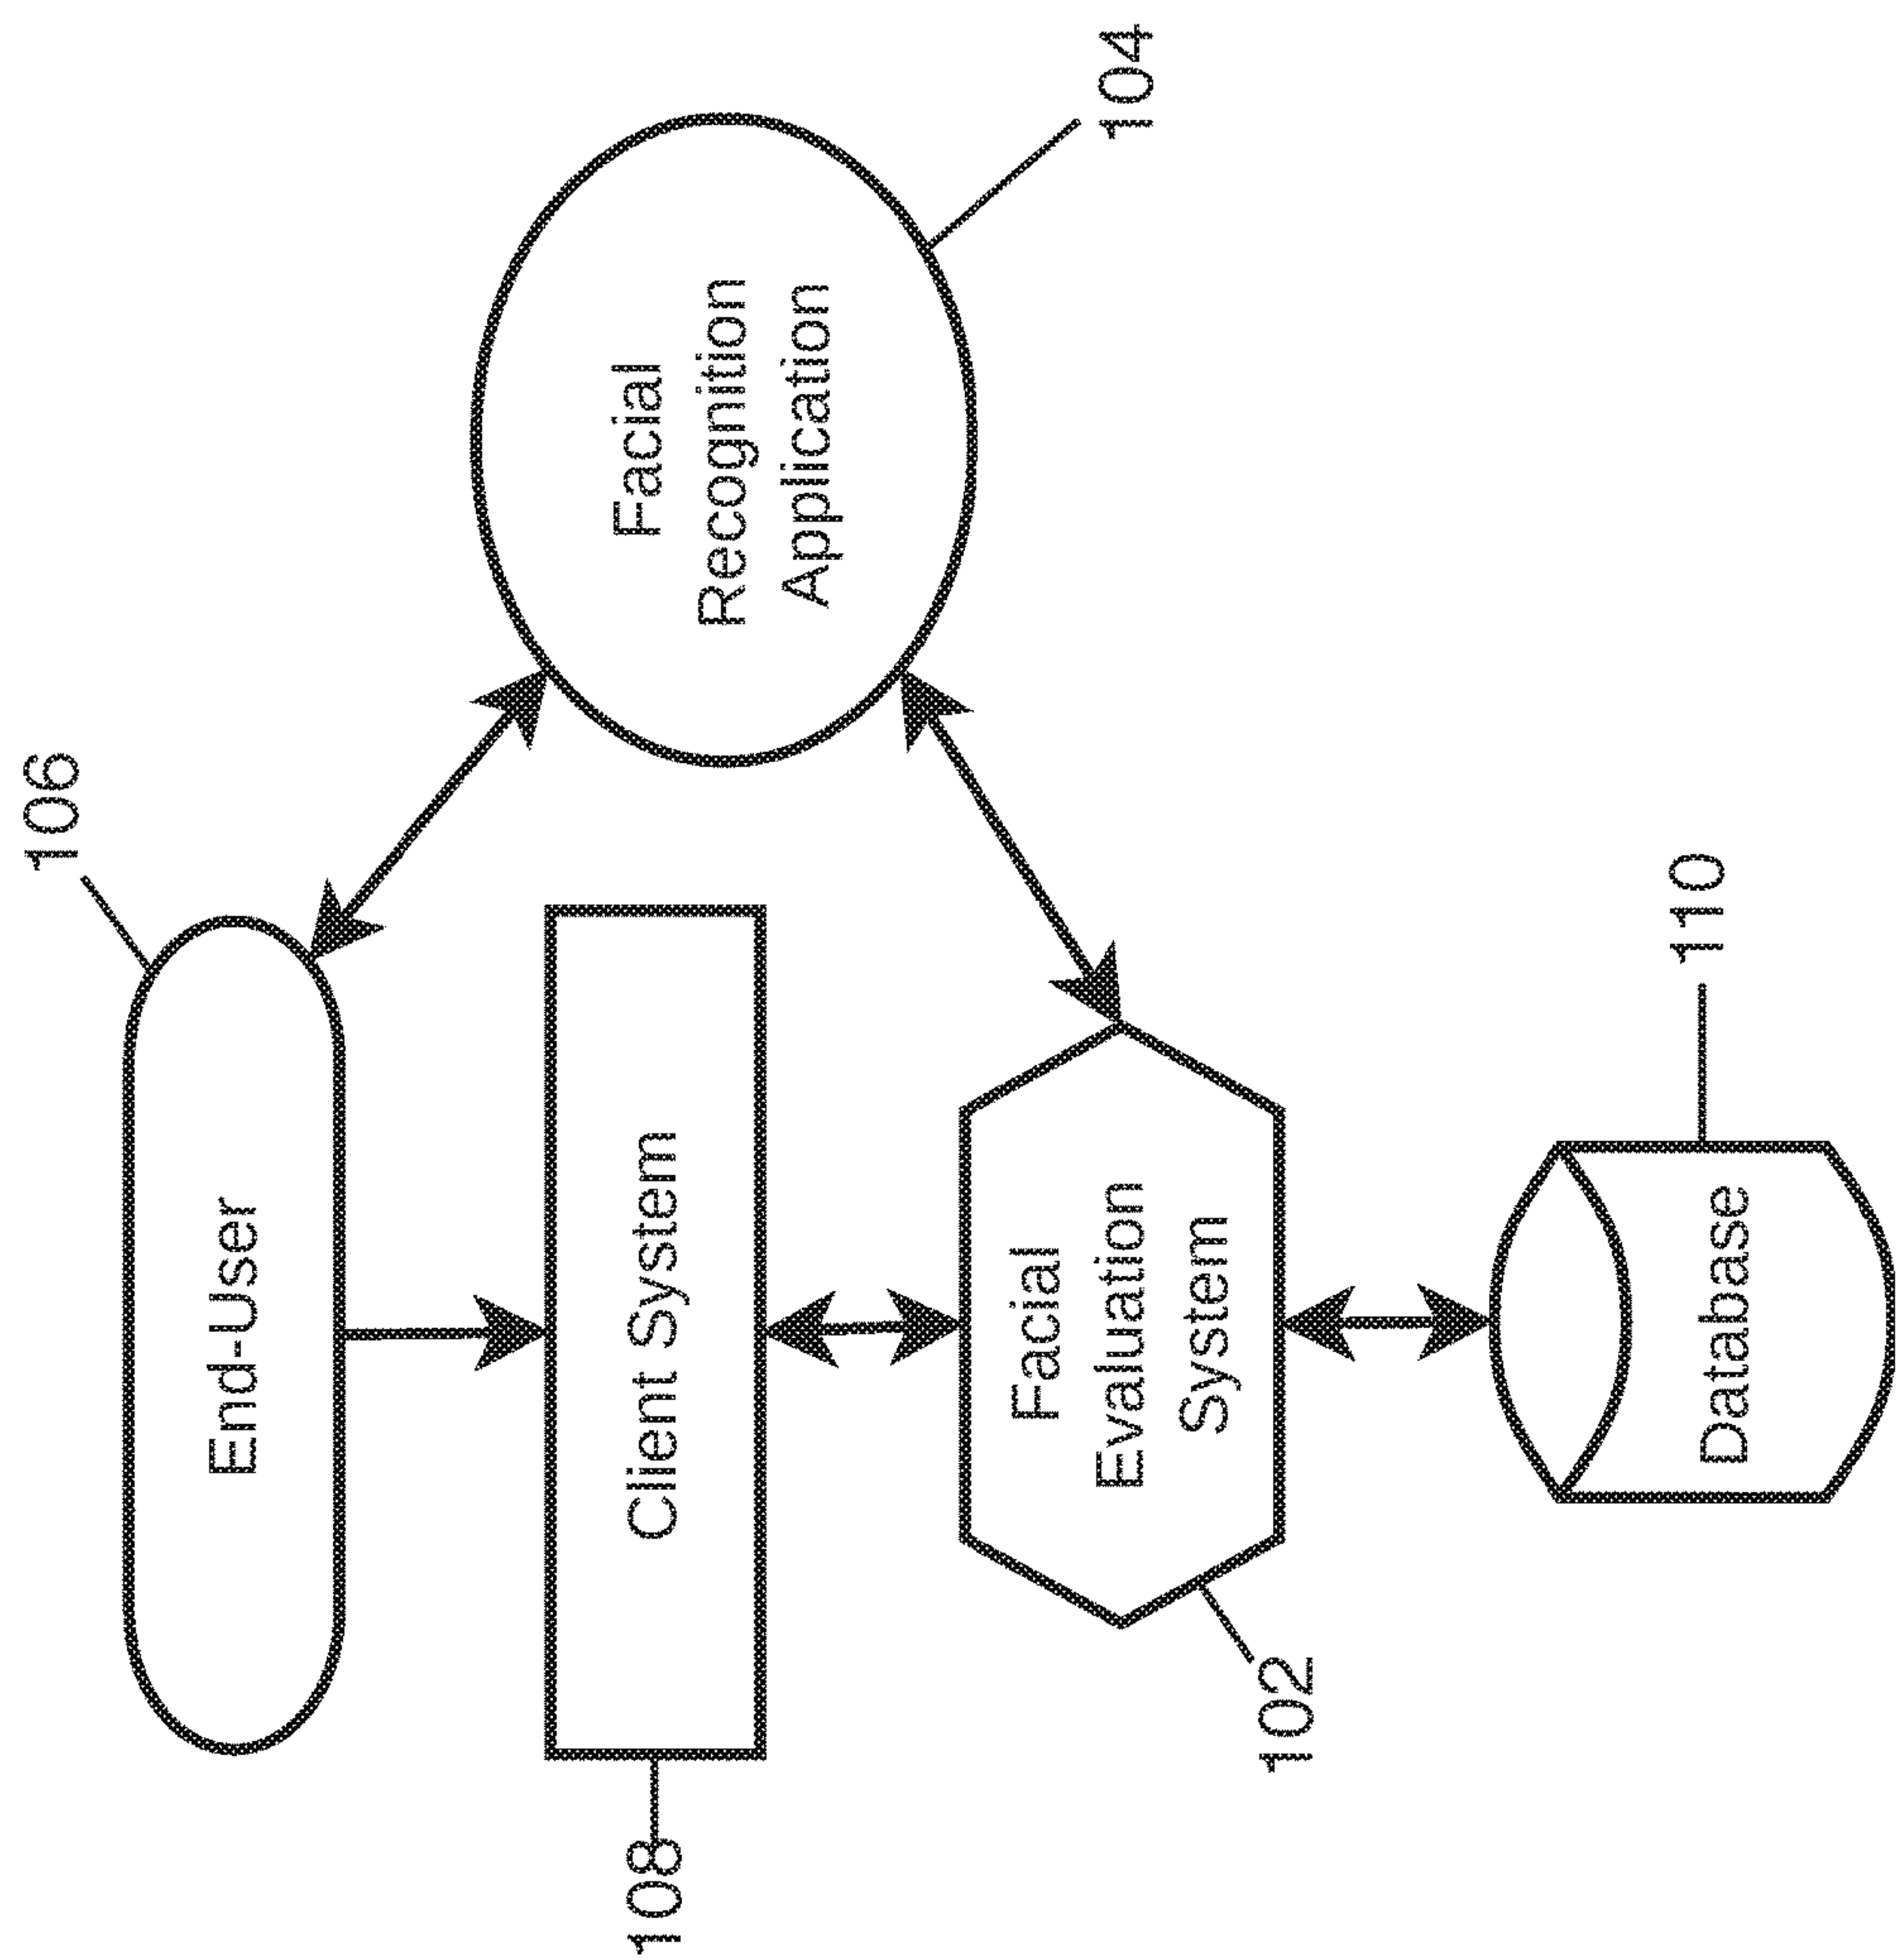 106
End-User
108
Client System
Facial
Recognition
Application
104
102
Facial
Evaluation
System
110
Database